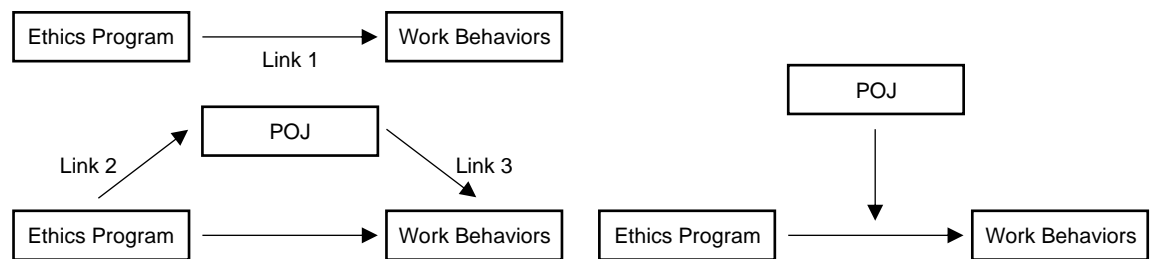 Ethics Program
Work Behaviors
Link 1
POJ
Link 2
Link 3
Ethics Program
Work Behaviors
POJ
Ethics Program
Work Behaviors